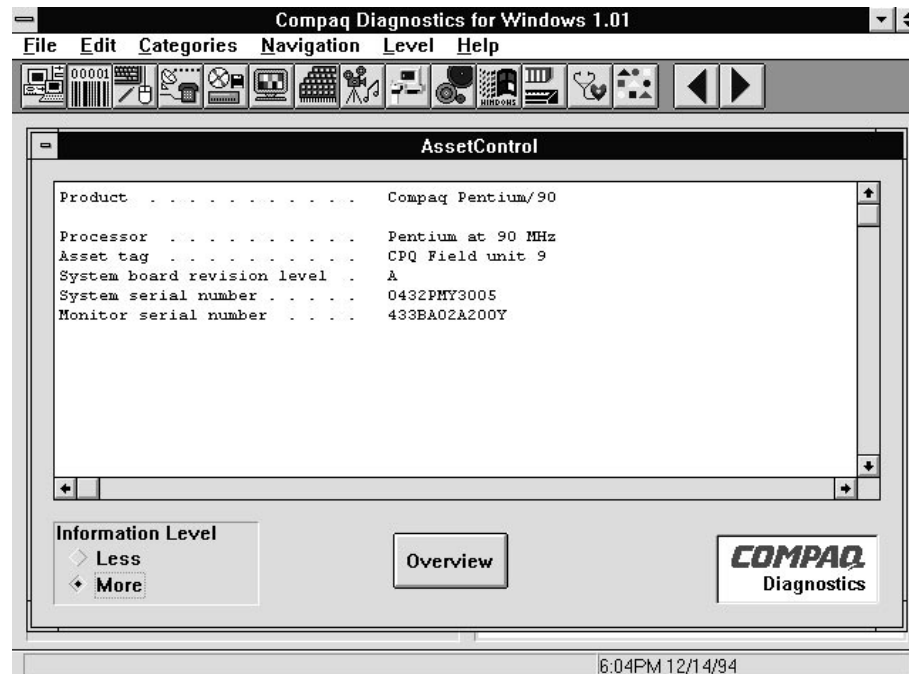 Compaq Diagnostics for Windows 1.01
File Edit Categories Navigation Level Help
00001
WINDOWS
AssetControl
Product . . . . . . . . . . . Compaq Pentium/90
Processor . . . . . . . . . . Pentium at 90 MHz
Asset tag . . . . . . . . . . CPQ Field unit 9
System board revision level . A
System serial number . . . . . 0432PMY3005
Monitor serial number . . . . 433BA02A200Y
Information Level
Less
More
Overview
COMPAQ
Diagnostics
6:04PM 12/14/94